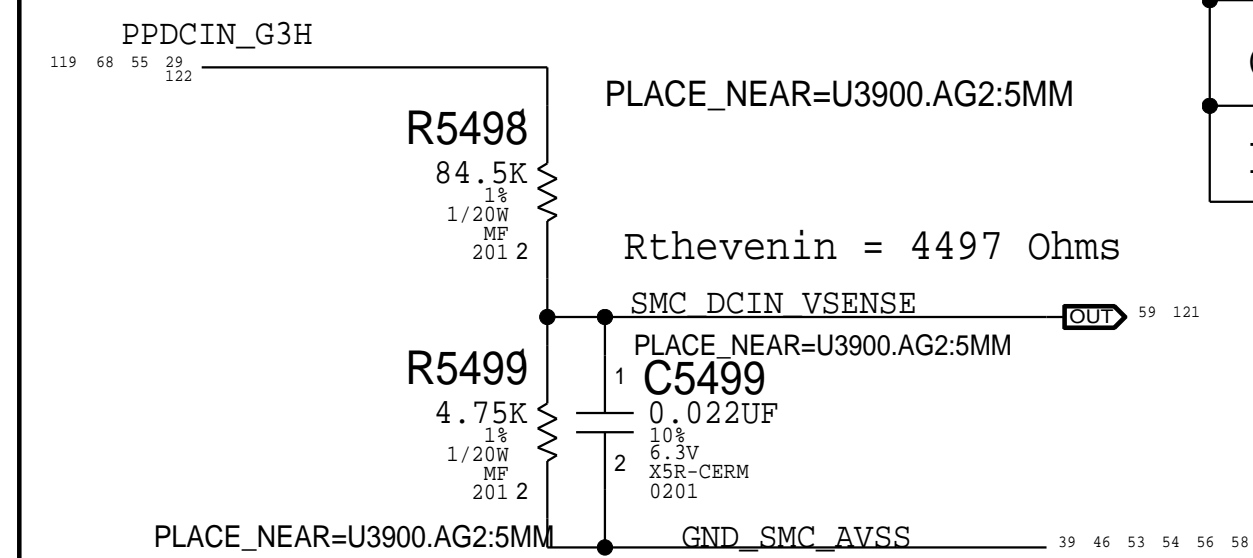 PPDCIN_G3H
119 68 55 29
122
PLACE_NEAR=U3900.AG2:5MM
R5498
84.5K
1%
1/20W
MF
201 2
Rthevenin = 4497 Ohms
SMC_DCIN_VSENSE
OUT 59 121
PLACE_NEAR=U3900.AG2:5MM
R5499
1 C5499
4.75K
0.022UF
1%
10%
1/20W
6.3V
MF
2 X5R-CERM
201 2
0201
PLACE_NEAR=U3900.AG2:5MM
GND_SMC_AVSS
39 46 53 54 56 58